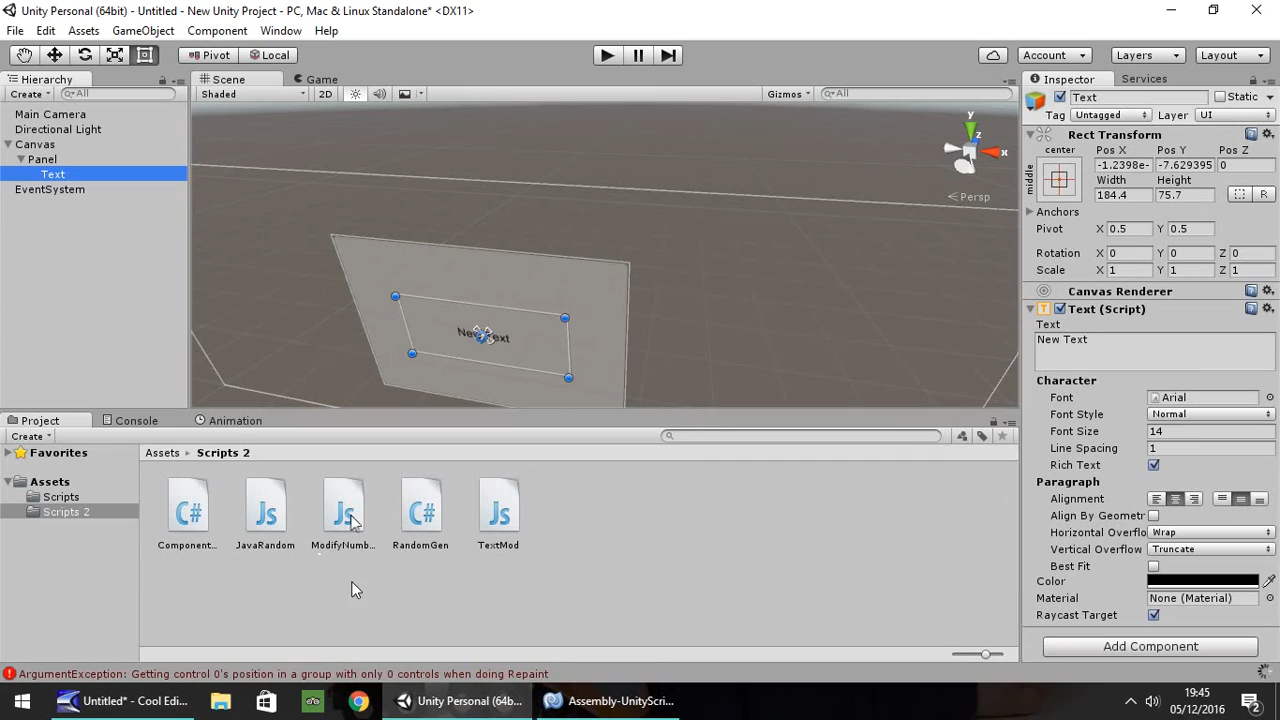 Unity Personal (64bit) - Untitled - New Unity Project - PC, Mac & Linux Standalone* <DX11>
File Edit Assets GameObject Component Window Help
Pivot Local Account Layers Layout
Hierarchy
Create All
Main Camera
Directional Light
Canvas
Panel
Text
EventSystem
Scene Game
Shaded 2D Gizmos All
y
z
x
Persp
New Text
Inspector Services
Text Static
Tag Untagged Layer UI
Rect Transform
center Pos X Pos Y Pos Z
middle -1.2398e- -7.629395 0
Width Height
184.4 75.7 R
Anchors
Pivot X 0.5 Y 0.5
Rotation X 0 Y 0 Z 0
Scale X 1 Y 1 Z 1
Canvas Renderer
T Text (Script)
Text
New Text
Character
Font Arial
Font Style Normal
Font Size 14
Line Spacing 1
Rich Text
Paragraph
Alignment
Align By Geometr
Horizontal Overflo Wrap
Vertical Overflow Truncate
Best Fit
Color
Material None (Material)
Raycast Target
Add Component
Project Console Animation
Create
Favorites
Assets
Scripts
Scripts 2
Assets Scripts 2
C# Js Js C# Js
Component... JavaRandom ModifyNumb... RandomGen TextMod
ArgumentException: Getting control 0's position in a group with only 0 controls when doing Repaint
Untitled* - Cool Edi... Unity Personal (64b... Assembly-UnityScri...
19:45
05/12/2016
2